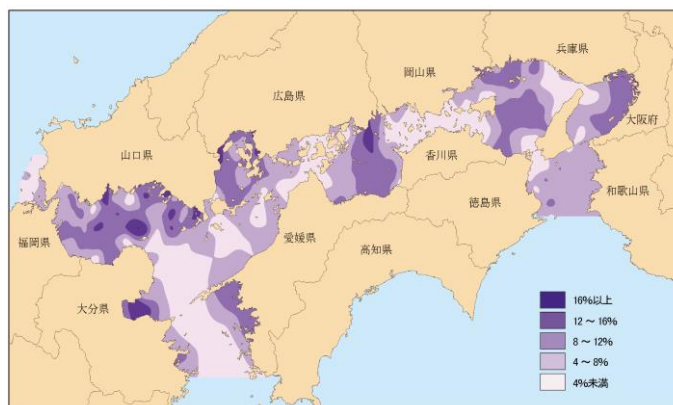 兵庫県
岡山県
広島県
大阪府
山口県
香川県
和歌山県
徳島県
愛媛県
福岡県
高知県
大分県
16%以上
12 ～ 16%
8 ～ 12%
4 ～ 8%
4%未満